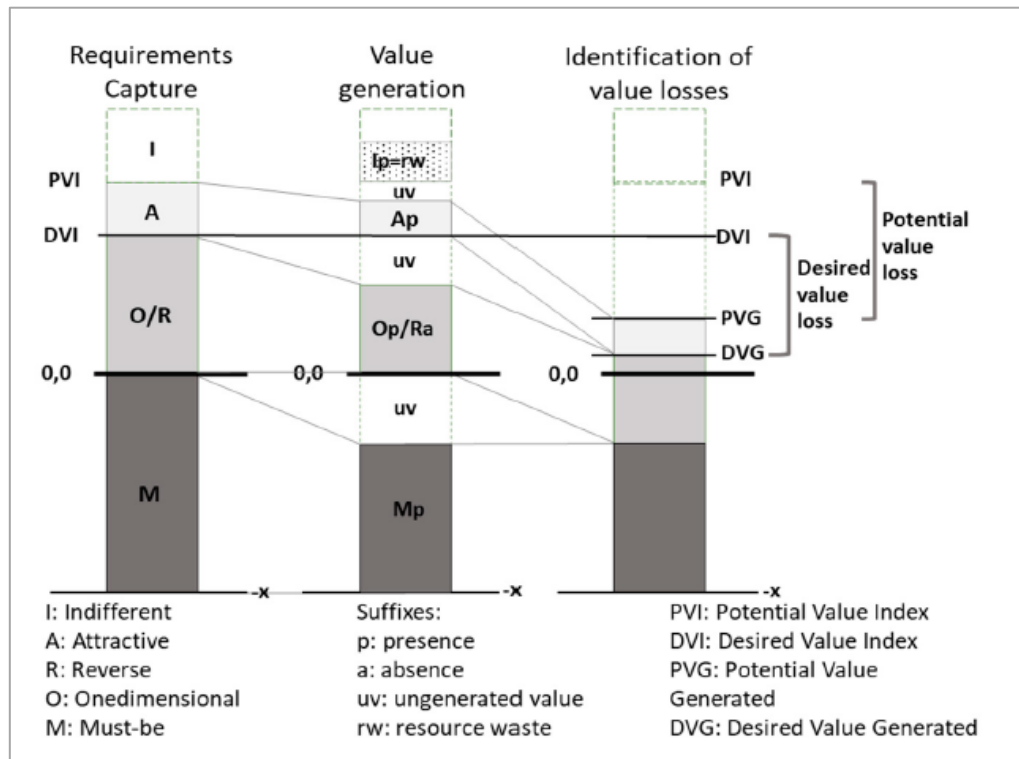 Requirements
Capture
Value
generation
Identification of
value losses
I
Ip=rw
PVI
uv
PVI
A
Ap
DVI
DVI
Potential
value
loss
uv
Desired
value
loss
O/R
Op/Ra
PVG
DVG
0,0
0,0
0,0
uv
M
Mp
-x
-x
-x
I: Indifferent
A: Attractive
R: Reverse
O: Onedimensional
M: Must-be
Suffixes:
p: presence
a: absence
uv: ungenerated value
rw: resource waste
PVI: Potential Value Index
DVI: Desired Value Index
PVG: Potential Value
Generated
DVG: Desired Value Generated